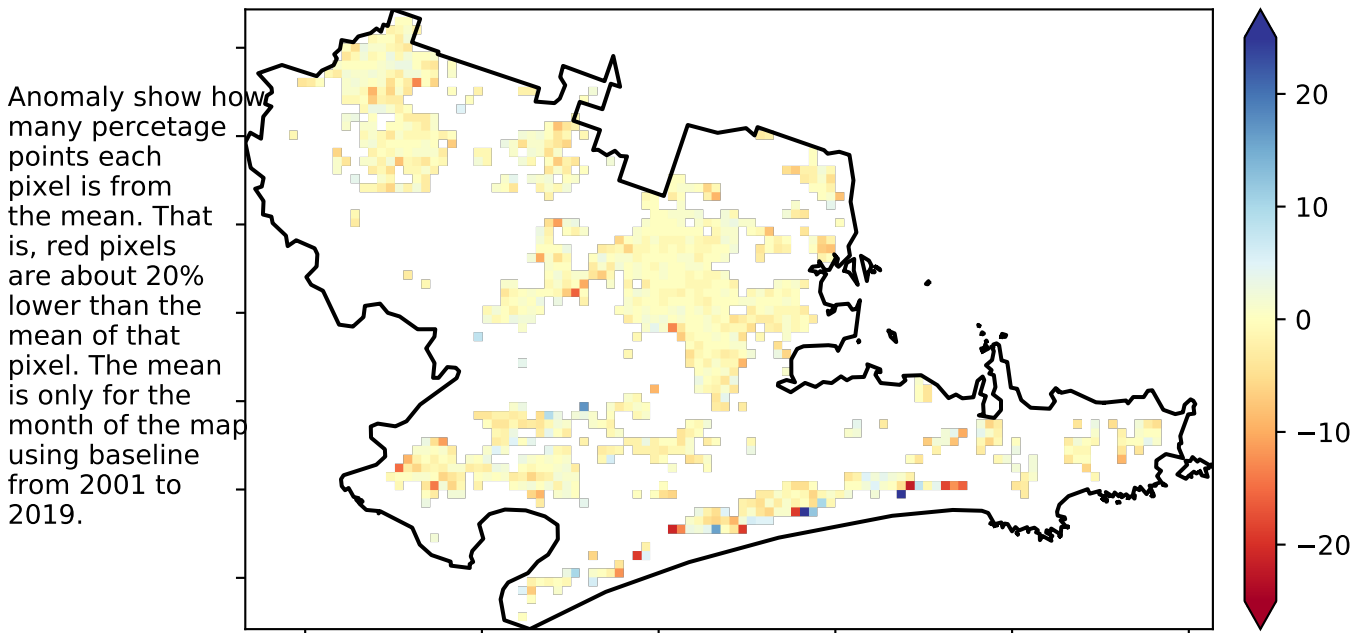 Anomaly show how
many percetage
points each
pixel is from
the mean. That
is, red pixels
are about 20%
lower than the
mean of that
pixel. The mean
is only for the
month of the map
using baseline
from 2001 to
2019.
20
10
0
−10
−20